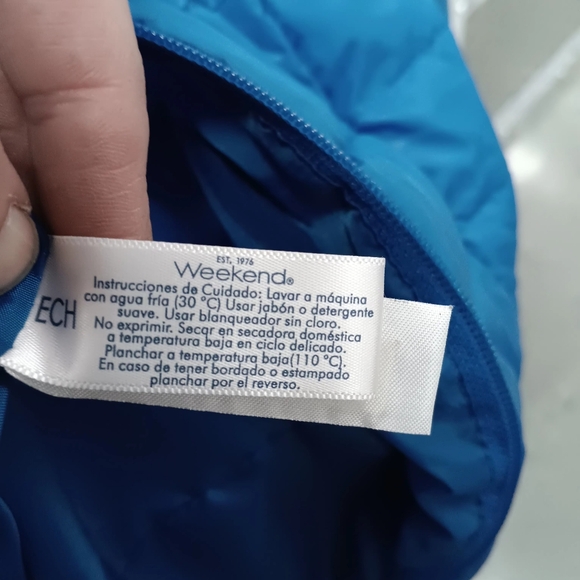 EST. 1976
Weekend®
Instrucciones de Cuidado: Lavar a máquina
con agua fría (30 °C) Usar jabón o detergente
suave. Usar blanqueador sin cloro.
No exprimir. Secar en secadora doméstica
a temperatura baja en ciclo delicado.
Planchar a temperatura baja(110 °C).
En caso de tener bordado o estampado
planchar por el reverso.
ECH